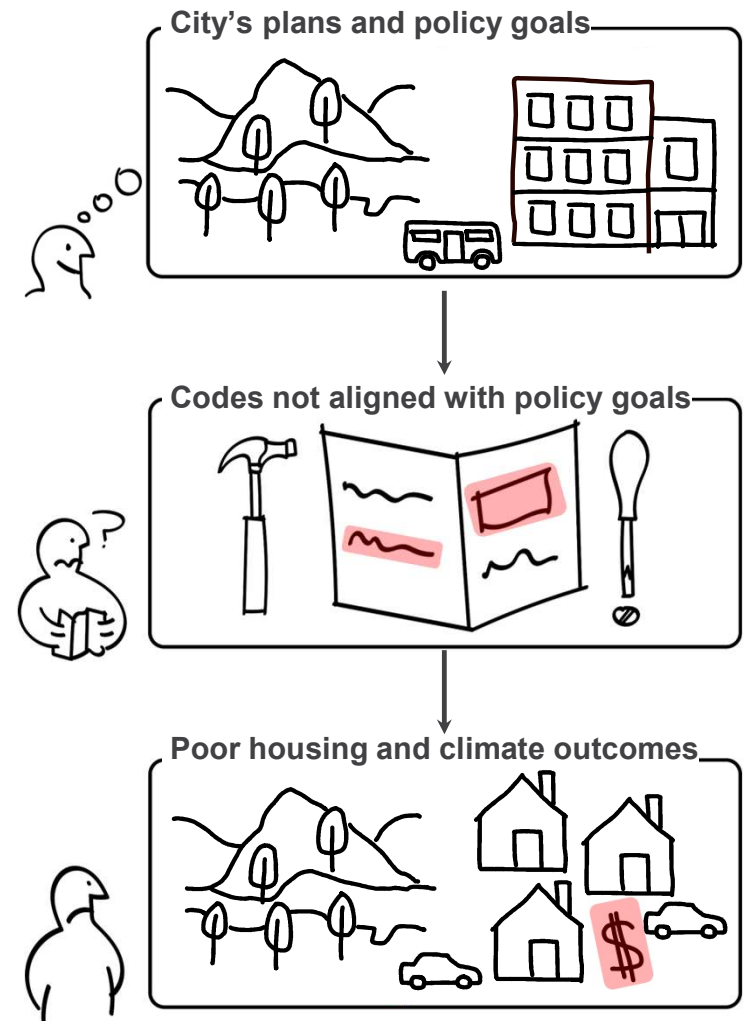 City's plans and policy goals
Codes not aligned with policy goals
?
Poor housing and climate outcomes
$